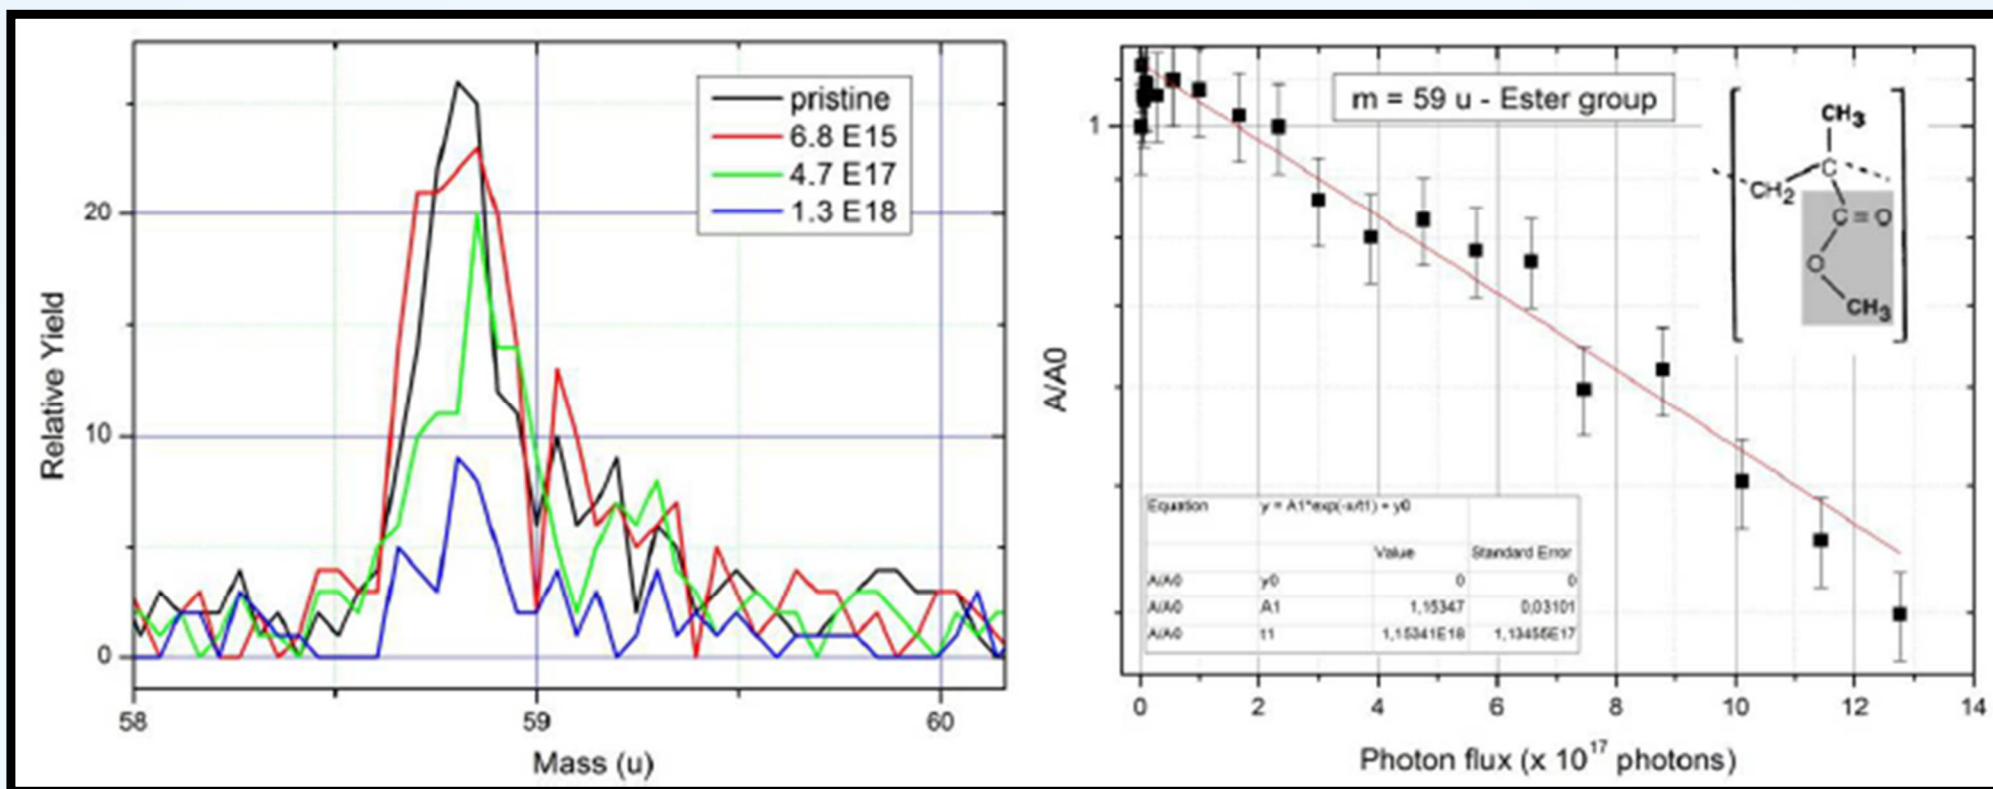 pristine
6.8 E15
4.7 E17
1.3 E18
20
10
0
58
59
60
Relative Yield
Mass (u)
m = 59 u - Ester group
1
A/A0
CH3
C
CH2
C=O
O
CH3
Equation y = A1*exp(-x/t1) + y0
Value Standard Error
A/A0 y0 0 0
A/A0 A1 1,15347 0,03101
A/A0 t1 1,15341E18 1,13455E17
0 2 4 6 8 10 12 14
Photon flux (x 10^17 photons)